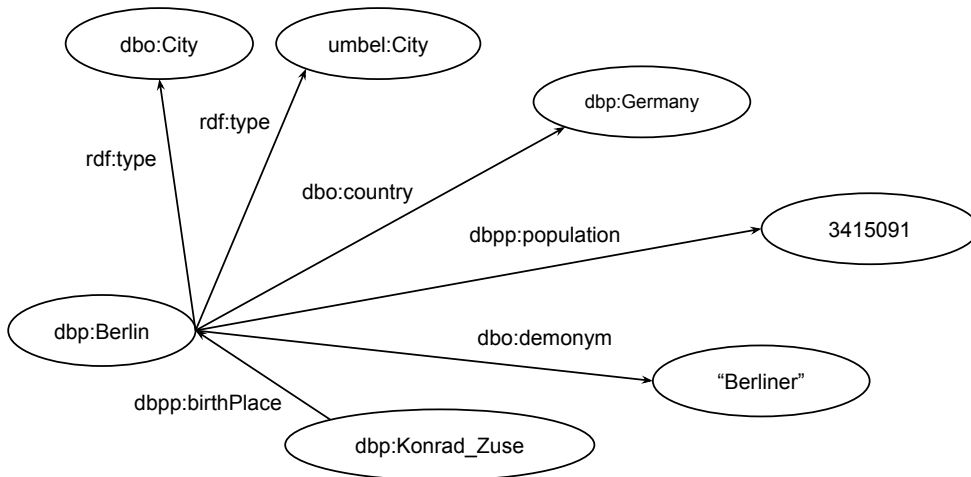 dbo:City
umbel:City
dbp:Germany
rdf:type
rdf:type
dbo:country
dbpp:population
3415091
dbp:Berlin
dbo:demonym
“Berliner”
dbpp:birthPlace
dbp:Konrad_Zuse